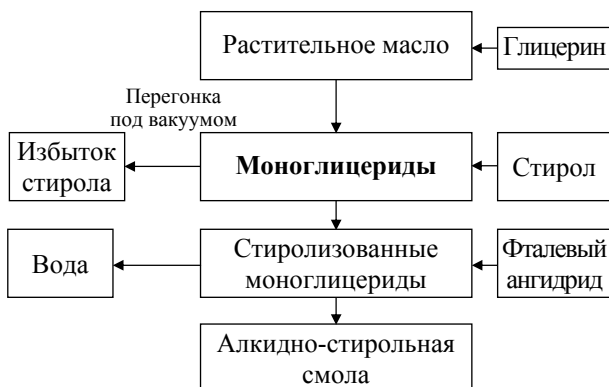 Растительное масло
Глицерин
Перегонка
под вакуумом
Избыток
стирола
Моноглицериды
Стирол
Вода
Стиролизованные
моноглицериды
Фталевый
ангидрид
Алкидно-стирольная
смола